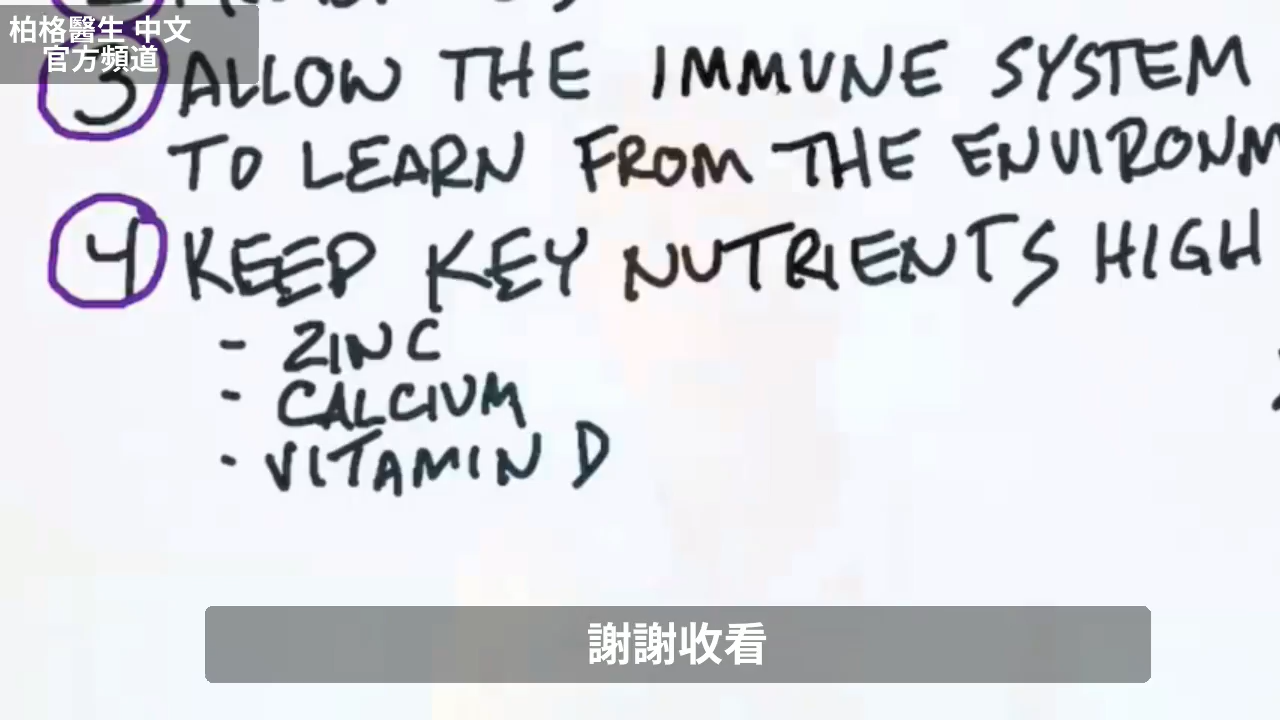 柏格醫生 中文
官方頻道
3 ALLOW THE IMMUNE SYSTEM
TO LEARN FROM THE
4 KEEP KEY NUTRIENTS HIGH
- ZINC
- CALCIUM
- VITAMIN D
謝謝收看